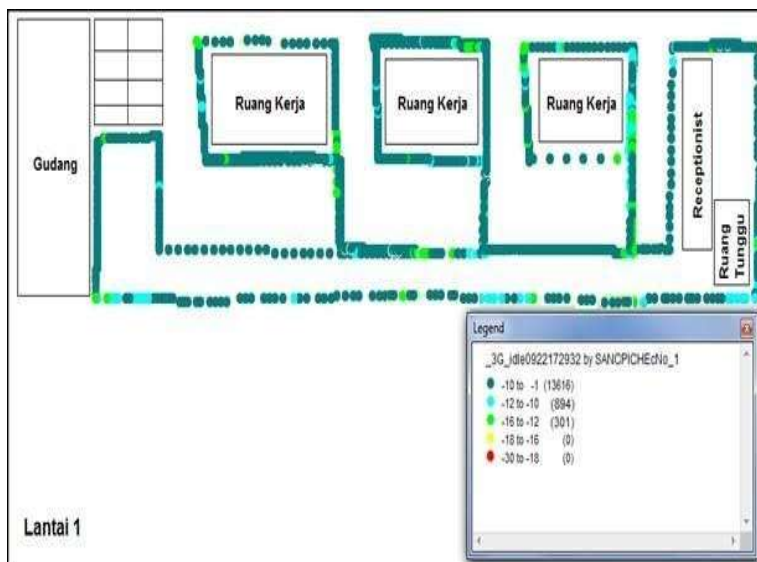 Gudang
Ruang Kerja
Ruang Kerja
Ruang Kerja
Receptionist
Ruang
Tunggu
Legend
_3G_idle0922172932 by SANCPICHEcNo_1
-10 to -1 (13616)
-12 to -10 (894)
-16 to -12 (301)
-18 to -16 (0)
-30 to -18 (0)
Lantai 1